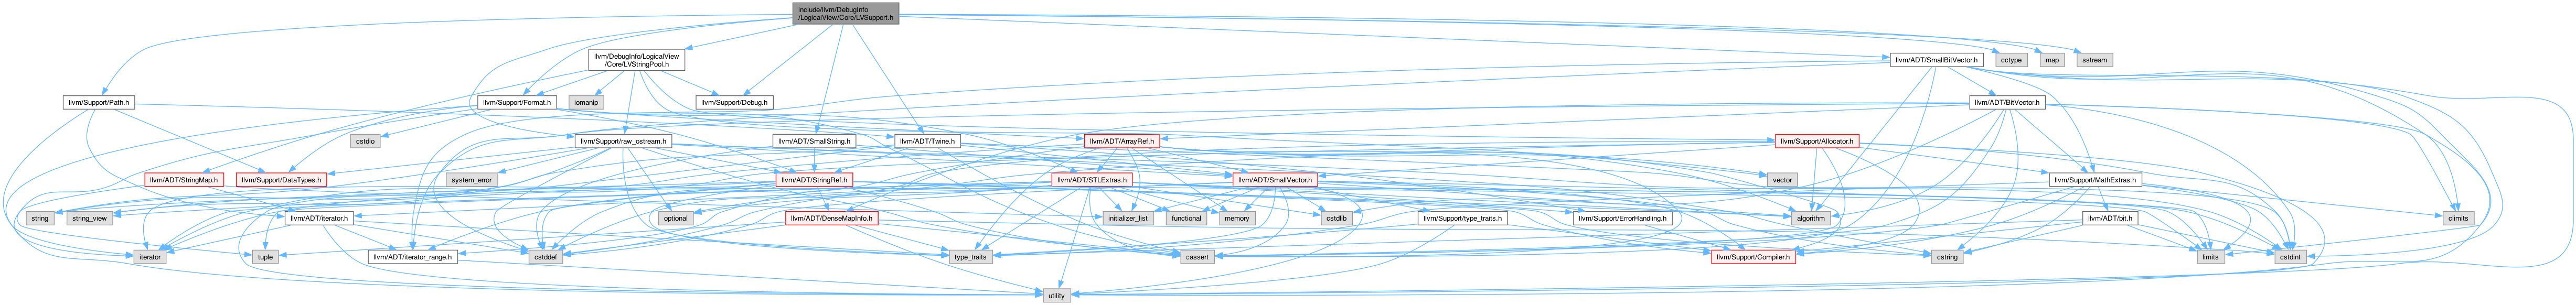 include/llvm/DebugInfo
/LogicalView/Core/LVSupport.h
llvm/DebugInfo/LogicalView
/Core/LVStringPool.h
llvm/ADT/SmallBitVector.h
cctype
map
sstream
llvm/Support/Path.h
llvm/Support/Format.h
iomanip
llvm/Support/Debug.h
llvm/ADT/BitVector.h
cstdio
llvm/Support/raw_ostream.h
llvm/ADT/SmallString.h
llvm/ADT/Twine.h
llvm/ADT/ArrayRef.h
llvm/Support/Allocator.h
llvm/ADT/StringMap.h
llvm/Support/DataTypes.h
system_error
llvm/ADT/StringRef.h
llvm/ADT/STLExtras.h
llvm/ADT/SmallVector.h
vector
llvm/Support/MathExtras.h
string
string_view
llvm/ADT/iterator.h
optional
llvm/ADT/DenseMapInfo.h
initializer_list
functional
memory
cstdlib
llvm/Support/type_traits.h
llvm/Support/ErrorHandling.h
algorithm
llvm/ADT/bit.h
climits
iterator
tuple
llvm/ADT/iterator_range.h
cstddef
type_traits
cassert
llvm/Support/Compiler.h
cstring
limits
cstdint
utility